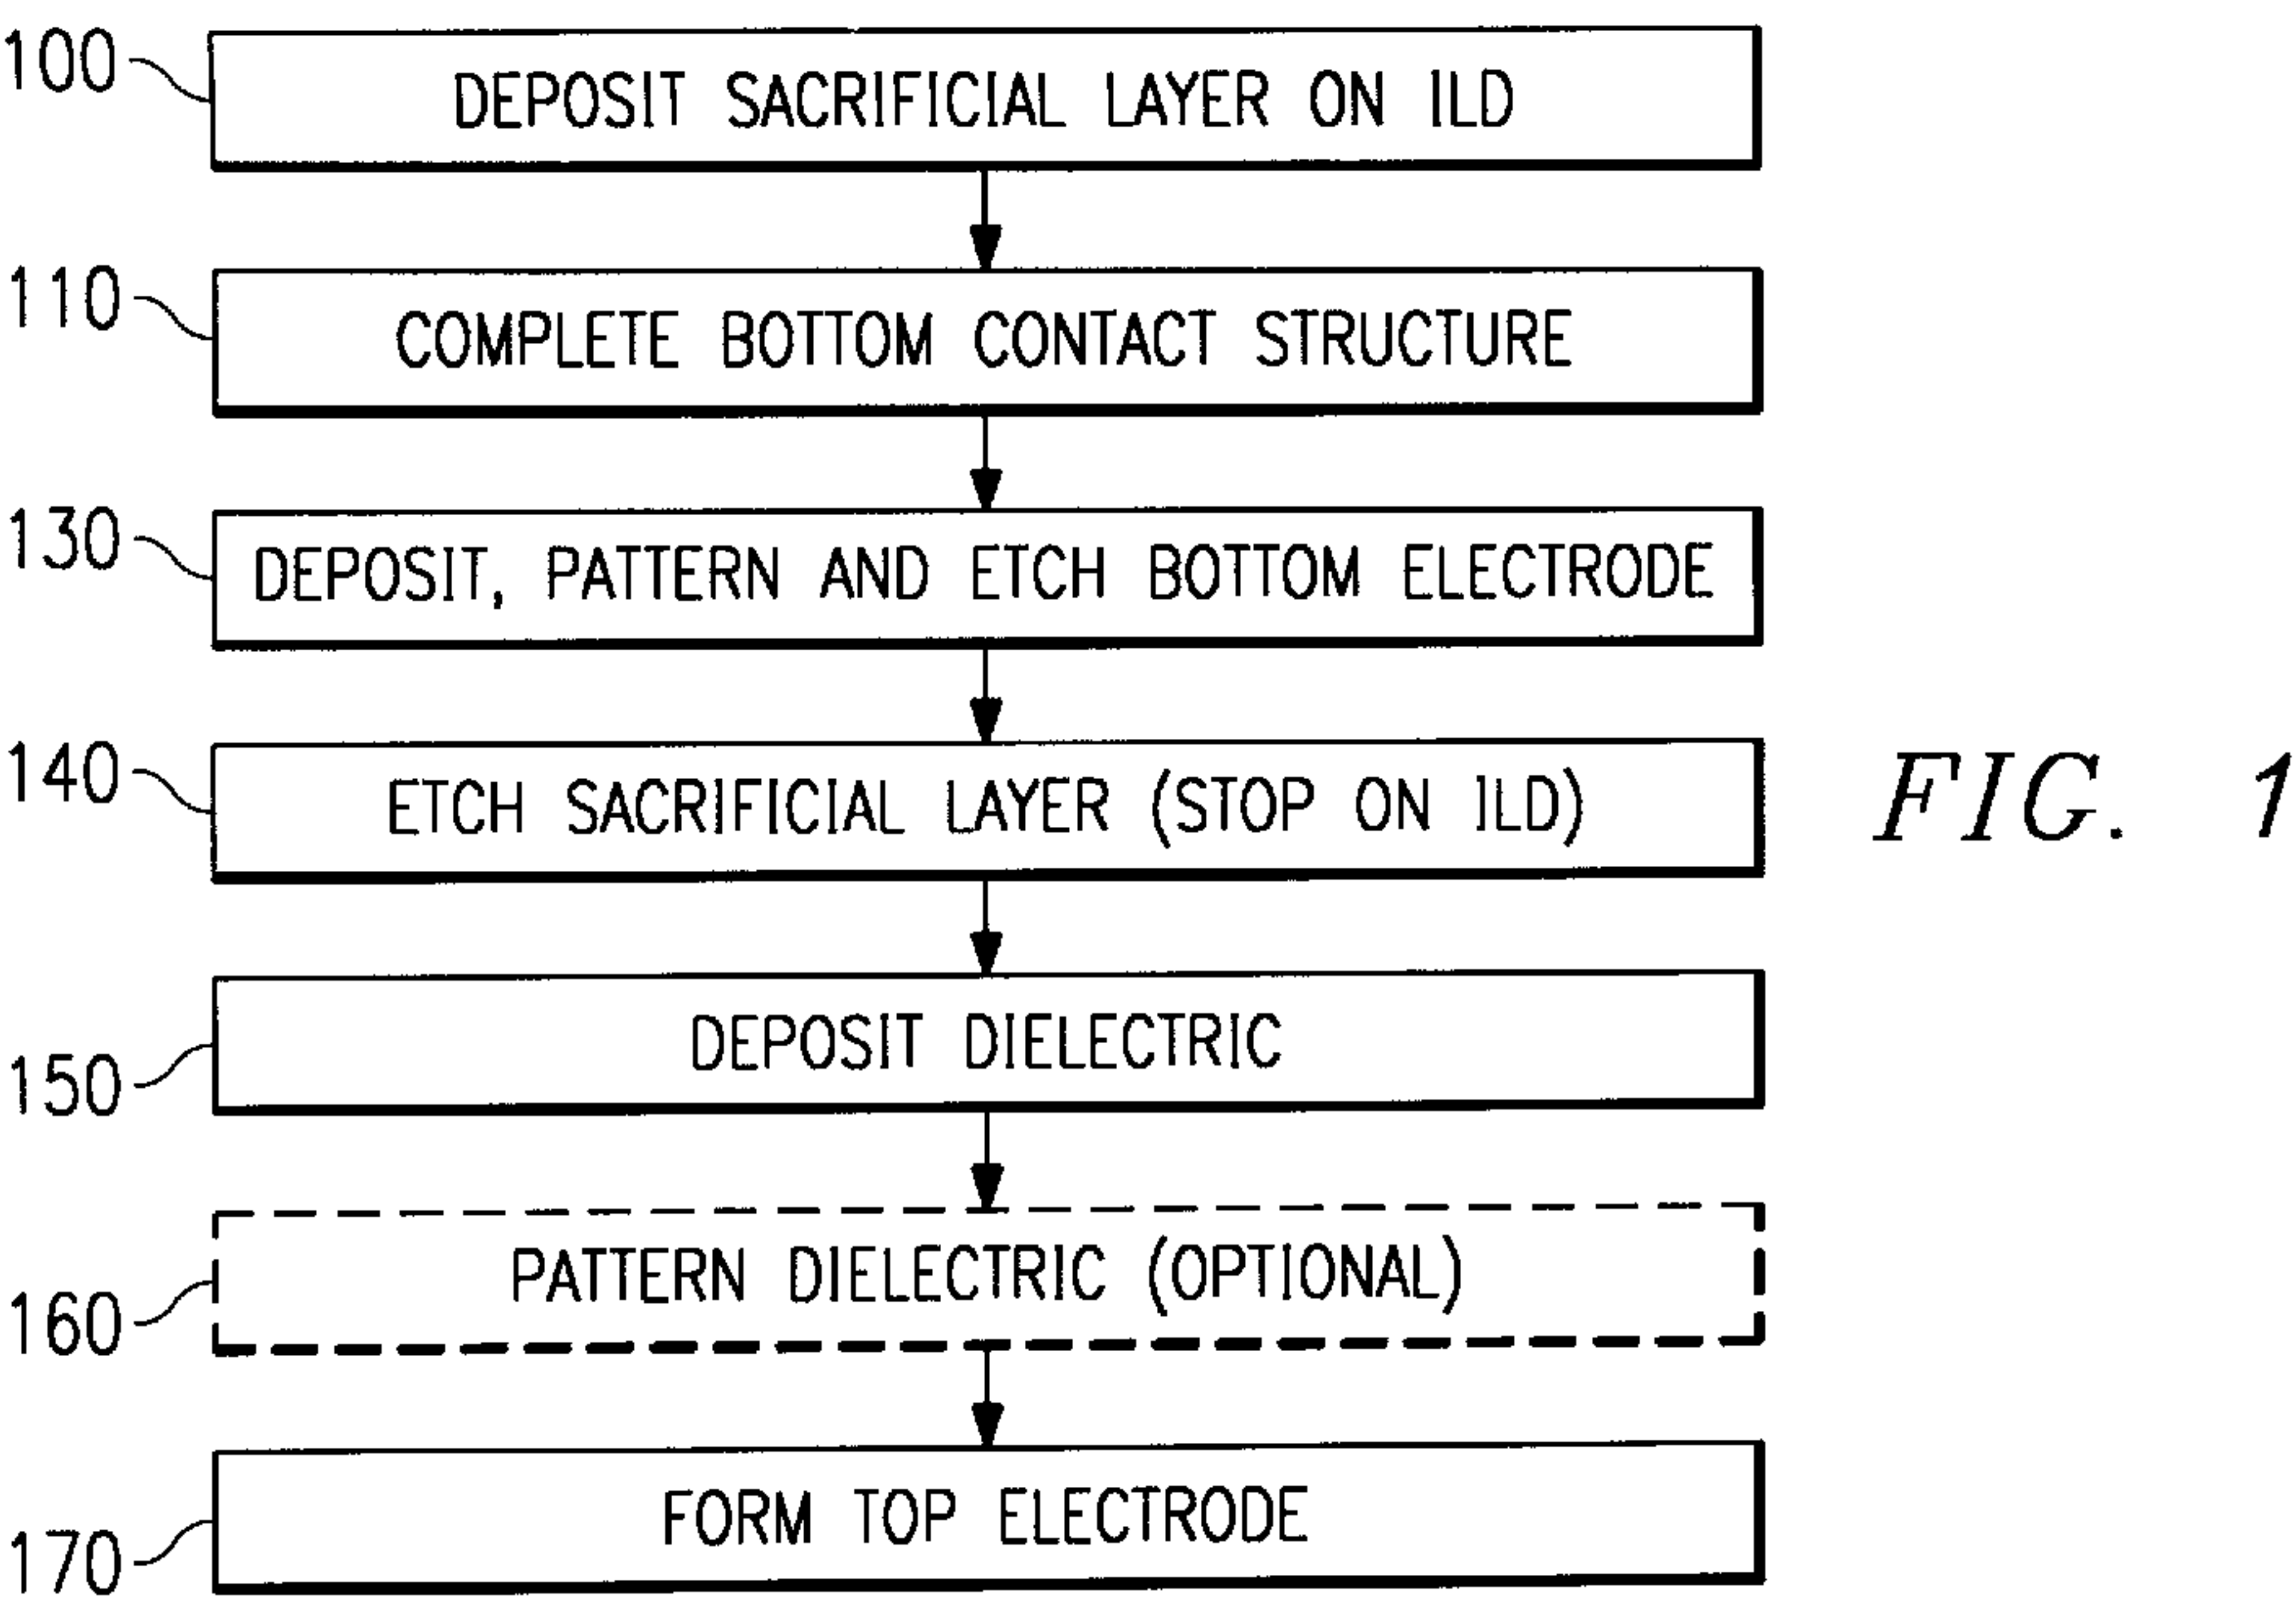 100 DEPOSIT SACRIFICIAL LAYER ON ILD
110 COMPLETE BOTTOM CONTACT STRUCTURE
130 DEPOSIT, PATTERN AND ETCH BOTTOM ELECTRODE
140 ETCH SACRIFICIAL LAYER (STOP ON ILD)
FIG. 1
150 DEPOSIT DIELECTRIC
160 PATTERN DIELECTRIC (OPTIONAL)
170 FORM TOP ELECTRODE